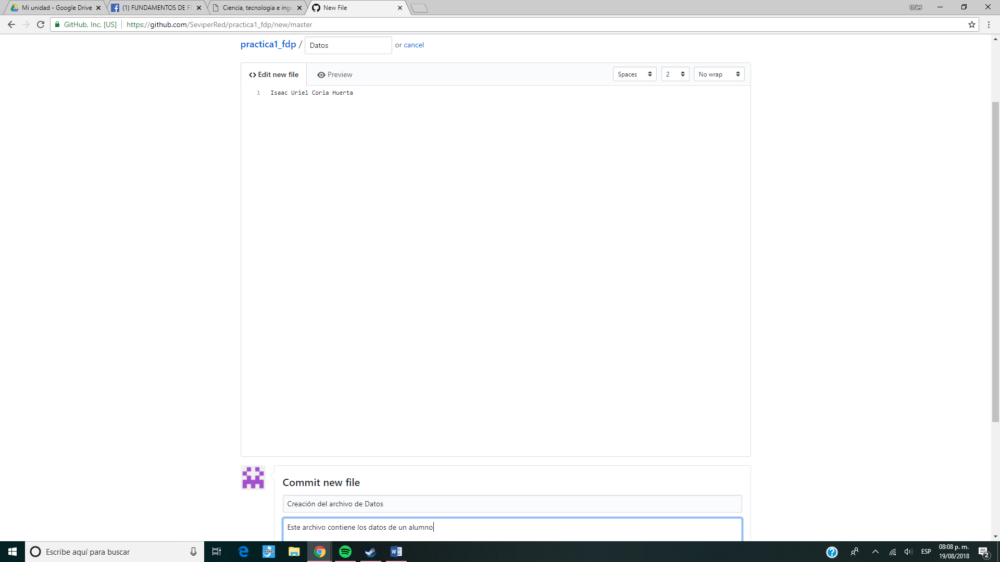 Mi unidad - Google Drive
(1) FUNDAMENTOS DE F
Ciencia, tecnologia e inge
New File
Uriel
GitHub, Inc. [US]
https://github.com/SeviperRed/practica1_fdp/new/master
practica1_fdp / Datos or cancel
Edit new file
Preview
Spaces
2
No wrap
1 Isaac Uriel Coria Huerta
Commit new file
Creación del archivo de Datos
Este archivo contiene los datos de un alumno
Escribe aquí para buscar
ESP
08:08 p. m.
19/08/2018
2